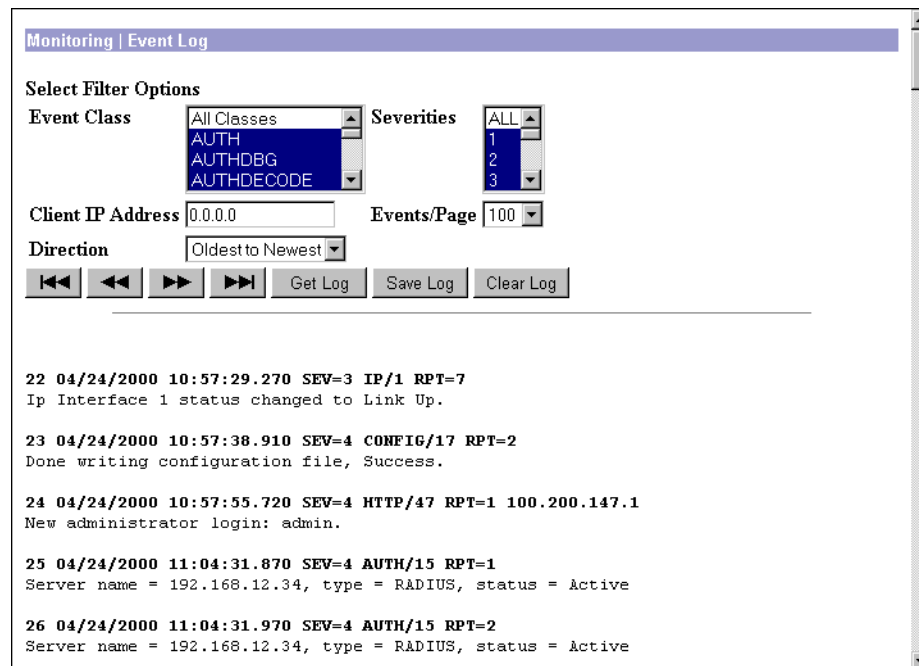 Monitoring | Event Log
Select Filter Options
Event Class All Classes Severities ALL
AUTH 1
AUTHDBG 2
AUTHDECODE 3
Client IP Address 0.0.0.0 Events/Page 100
Direction Oldest to Newest
Get Log Save Log Clear Log
22 04/24/2000 10:57:29.270 SEV=3 IP/1 RPT=7
Ip Interface 1 status changed to Link Up.
23 04/24/2000 10:57:38.910 SEV=4 CONFIG/17 RPT=2
Done writing configuration file, Success.
24 04/24/2000 10:57:55.720 SEV=4 HTTP/47 RPT=1 100.200.147.1
New administrator login: admin.
25 04/24/2000 11:04:31.870 SEV=4 AUTH/15 RPT=1
Server name = 192.168.12.34, type = RADIUS, status = Active
26 04/24/2000 11:04:31.970 SEV=4 AUTH/15 RPT=2
Server name = 192.168.12.34, type = RADIUS, status = Active